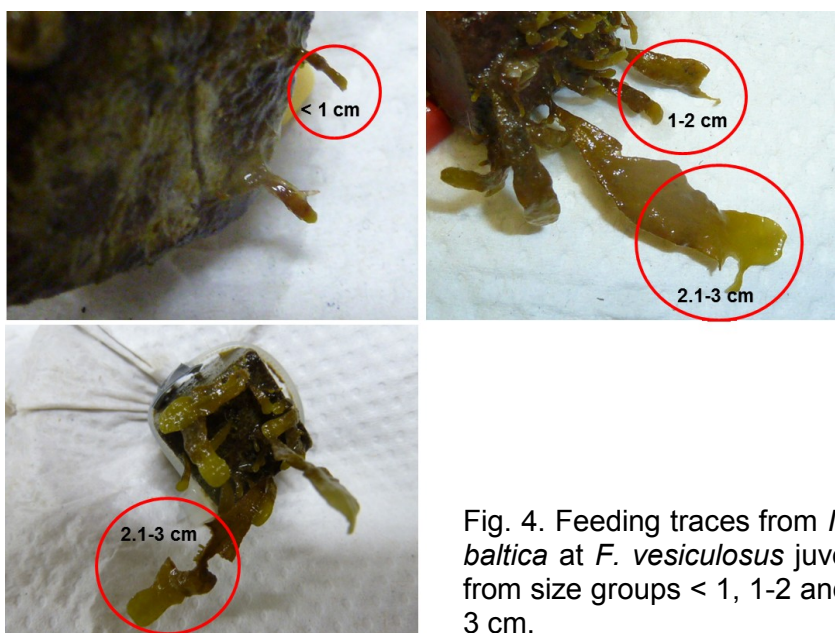 < 1 cm
1-2 cm
2.1-3 cm
2.1-3 cm
Fig. 4. Feeding traces from
baltica at F. vesiculosus juve
from size groups < 1, 1-2 and
3 cm.